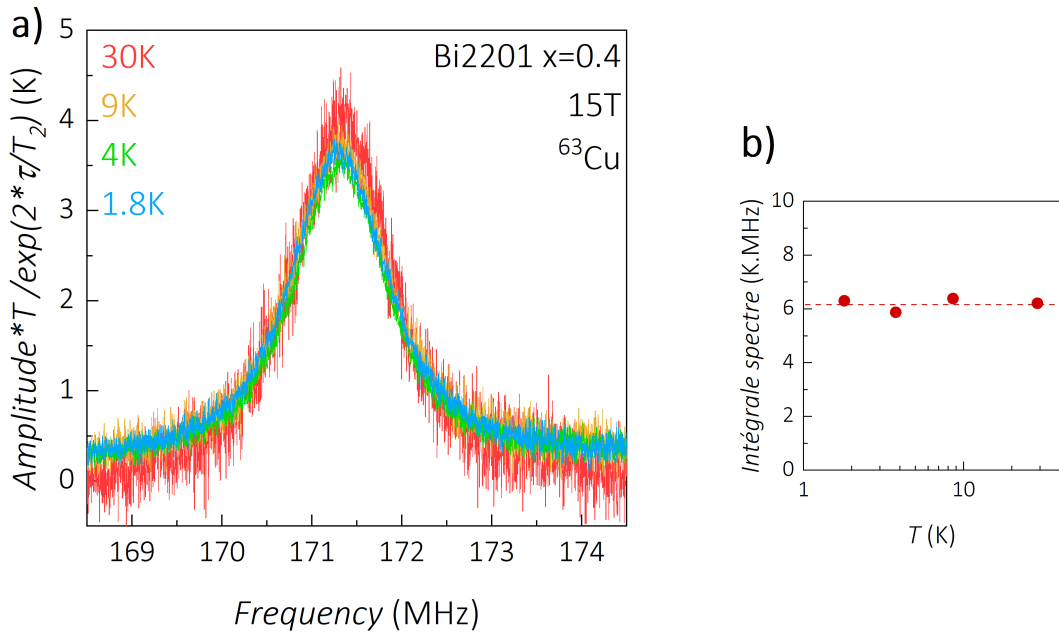 a)
Amplitude*T /exp(2* τ/T₂) (K)
5
4
3
2
1
0
30K
9K
4K
1.8K
Bi2201 x=0.4
15T
⁶³Cu
169 170 171 172 173 174
Frequency (MHz)
b)
Intégrale spectre (K.MHz)
10
8
6
4
2
0
1 10
T (K)